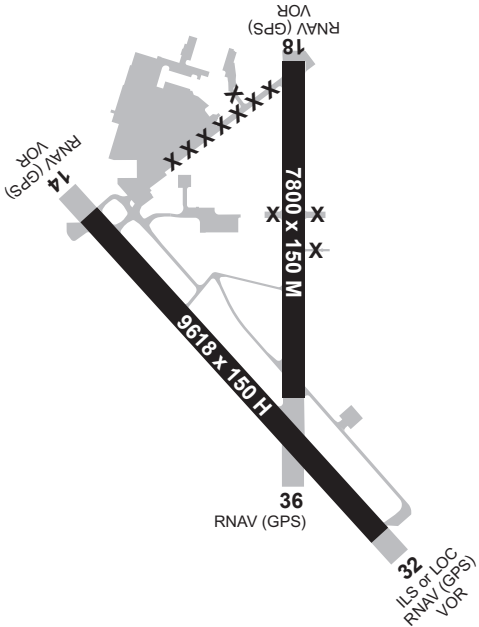 RNAV (GPS)
VOR
18
RNAV (GPS)
VOR
14
X
X
X
X
X
X
X
X
X
X
X
7800 x 150 M
9618 x 150 H
36
RNAV (GPS)
32
ILS or LOC
RNAV (GPS)
VOR